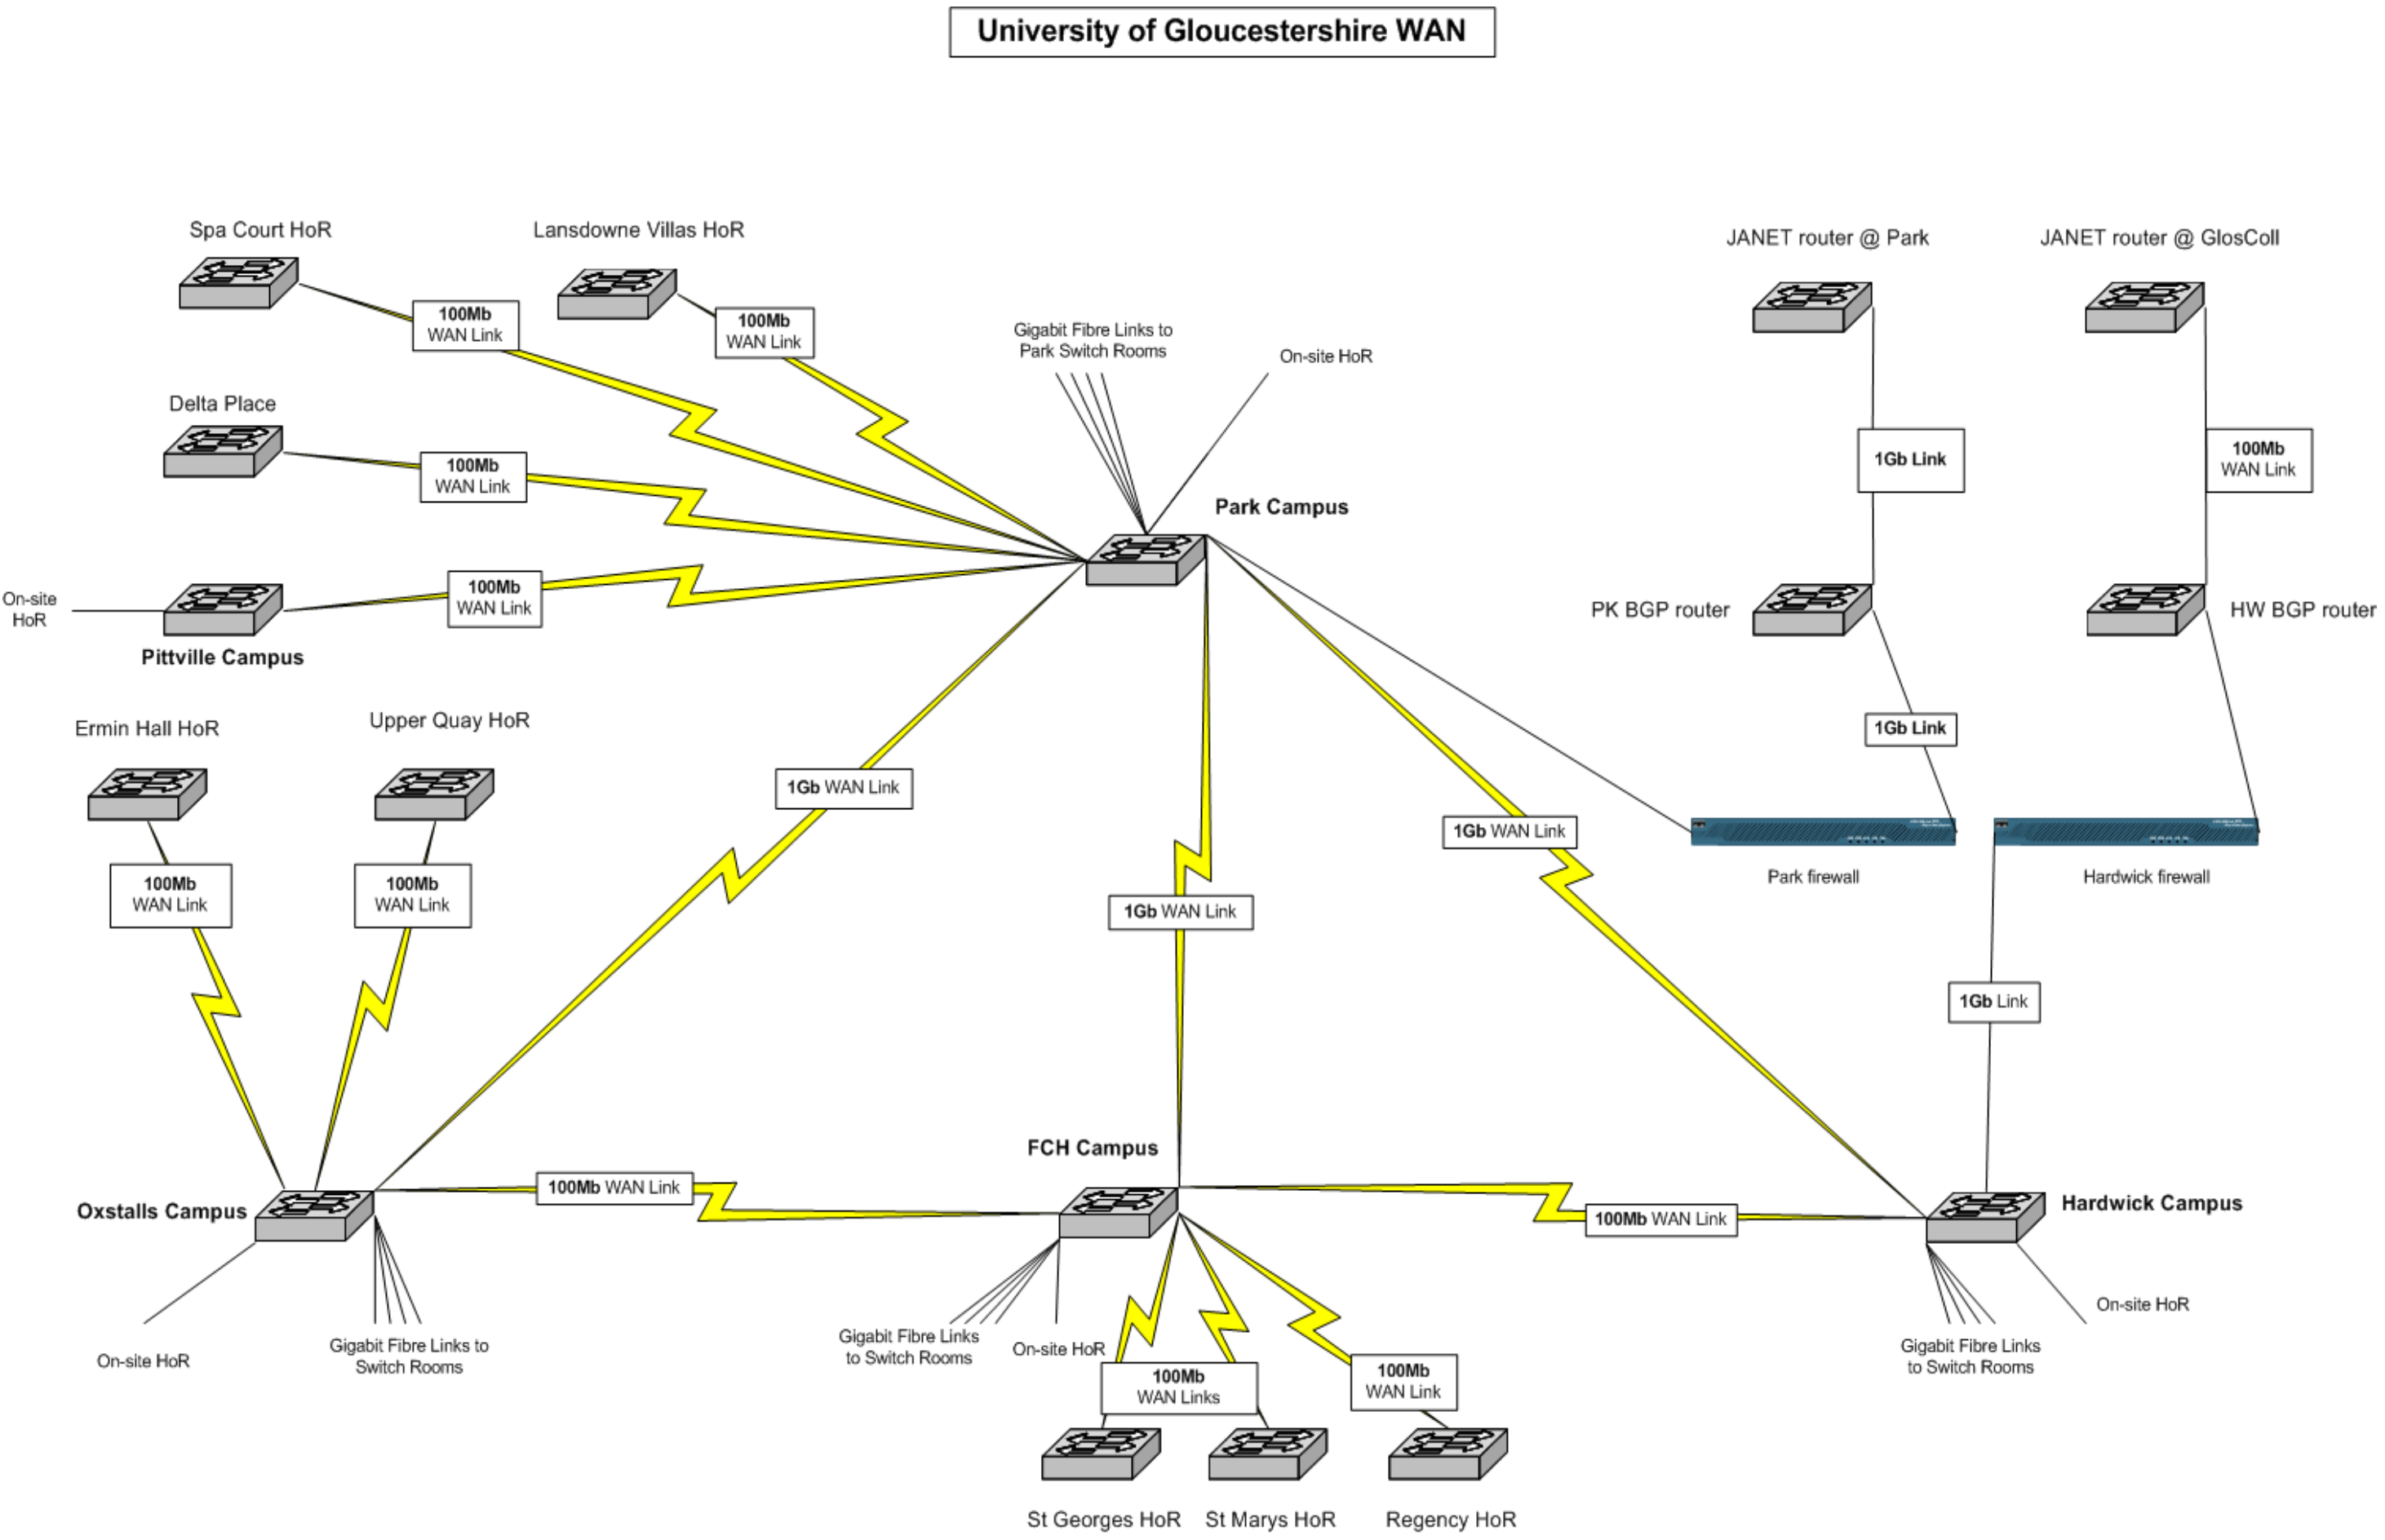 University of Gloucestershire WAN
Spa Court HoR
Lansdowne Villas HoR
JANET router @ Park
JANET router @ GlosColl
100Mb
WAN Link
100Mb
WAN Link
Gigabit Fibre Links to
Park Switch Rooms
On-site HoR
Delta Place
100Mb
WAN Link
1Gb Link
100Mb
WAN Link
Park Campus
On-site
HoR
100Mb
WAN Link
Pittville Campus
PK BGP router
HW BGP router
Ermin Hall HoR
Upper Quay HoR
1Gb Link
1Gb WAN Link
1Gb WAN Link
Park firewall
Hardwick firewall
100Mb
WAN Link
100Mb
WAN Link
1Gb WAN Link
1Gb Link
FCH Campus
Oxstalls Campus
100Mb WAN Link
100Mb WAN Link
Hardwick Campus
On-site HoR
Gigabit Fibre Links to
Switch Rooms
Gigabit Fibre Links
to Switch Rooms
On-site HoR
On-site HoR
Gigabit Fibre Links
to Switch Rooms
100Mb
WAN Links
100Mb
WAN Link
St Georges HoR
St Marys HoR
Regency HoR